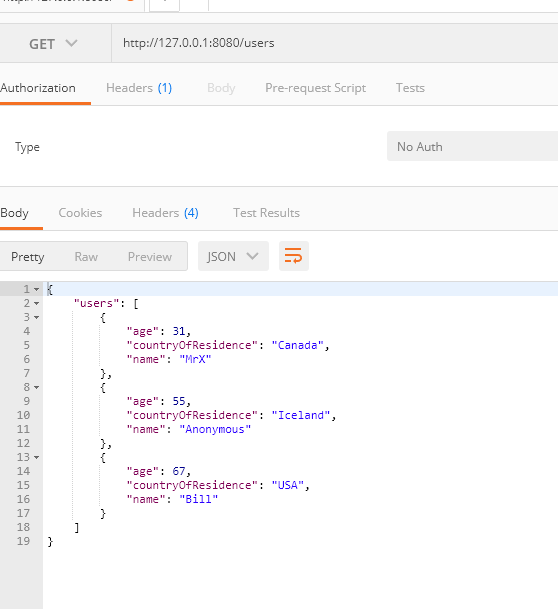 GET http://127.0.0.1:8080/users
Authorization Headers (1) Body Pre-request Script Tests
Type No Auth
Body Cookies Headers (4) Test Results
Pretty Raw Preview JSON
1 {
2 "users": [
3 {
4 "age": 31,
5 "countryOfResidence": "Canada",
6 "name": "MrX"
7 },
8 {
9 "age": 55,
10 "countryOfResidence": "Iceland",
11 "name": "Anonymous"
12 },
13 {
14 "age": 67,
15 "countryOfResidence": "USA",
16 "name": "Bill"
17 }
18 ]
19 }